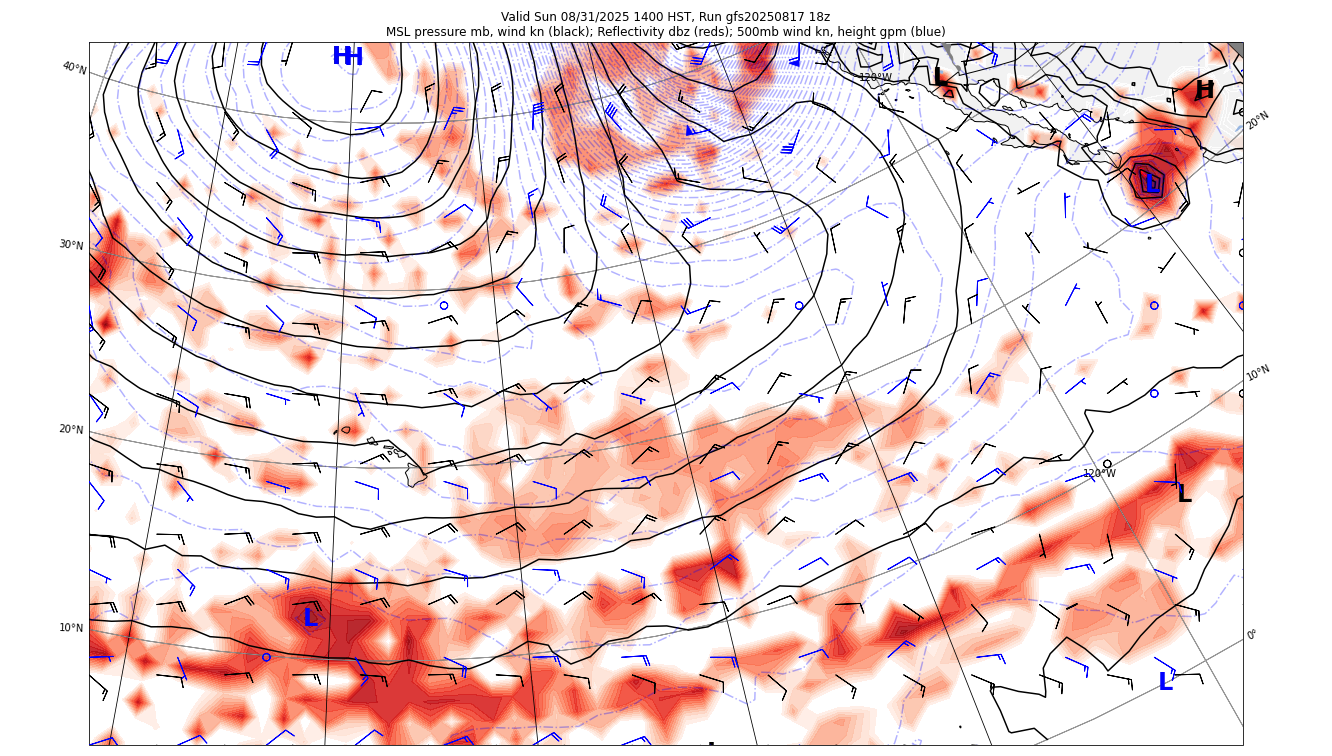 Valid Sun 08/31/2025 1400 HST, Run gfs20250817 18z
MSL pressure mb, wind kn (black); Reflectivity dbz (reds); 500mb wind kn, height gpm (blue)
HH
40°N
120°W
L
H
20°N
L
30°N
10°N
20°N
120°W
L
L
10°N
0°
L